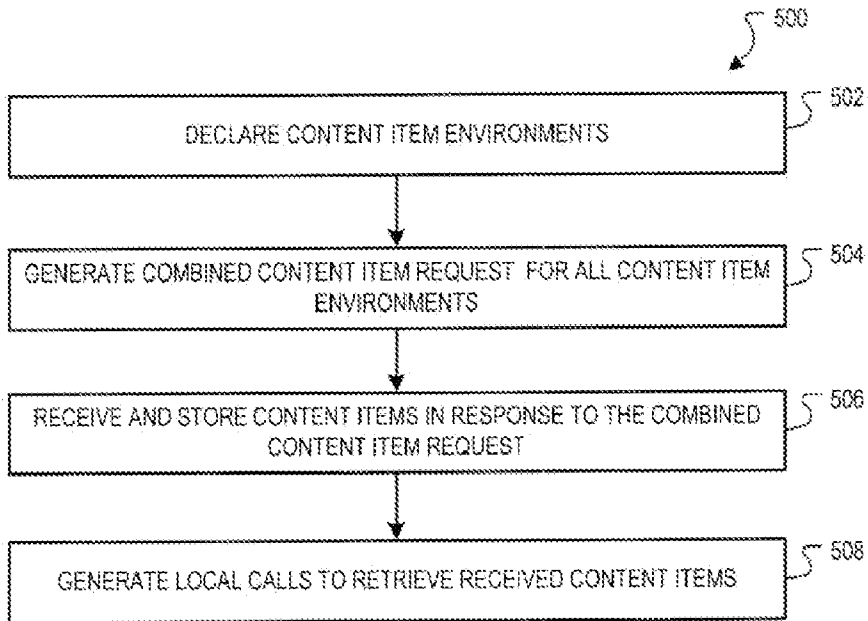 500
DECLARE CONTENT ITEM ENVIRONMENTS
502
GENERATE COMBINED CONTENT ITEM REQUEST FOR ALL CONTENT ITEM
ENVIRONMENTS
504
RECEIVE AND STORE CONTENT ITEMS IN RESPONSE TO THE COMBINED
CONTENT ITEM REQUEST
506
GENERATE LOCAL CALLS TO RETRIEVE RECEIVED CONTENT ITEMS
508